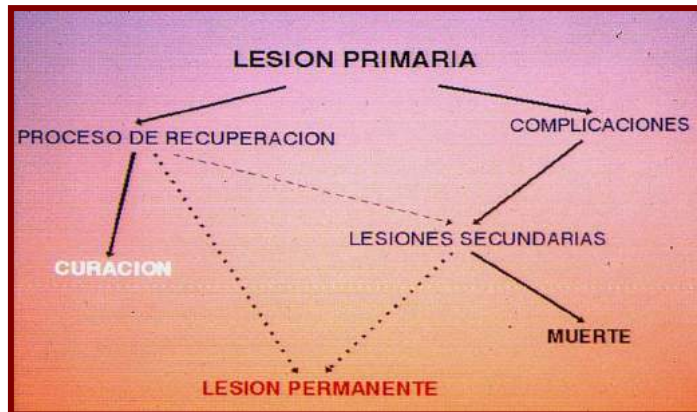 LESION PRIMARIA
PROCESO DE RECUPERACION
COMPLICACIONES
LESIONES SECUNDARIAS
CURACION
MUERTE
LESION PERMANENTE